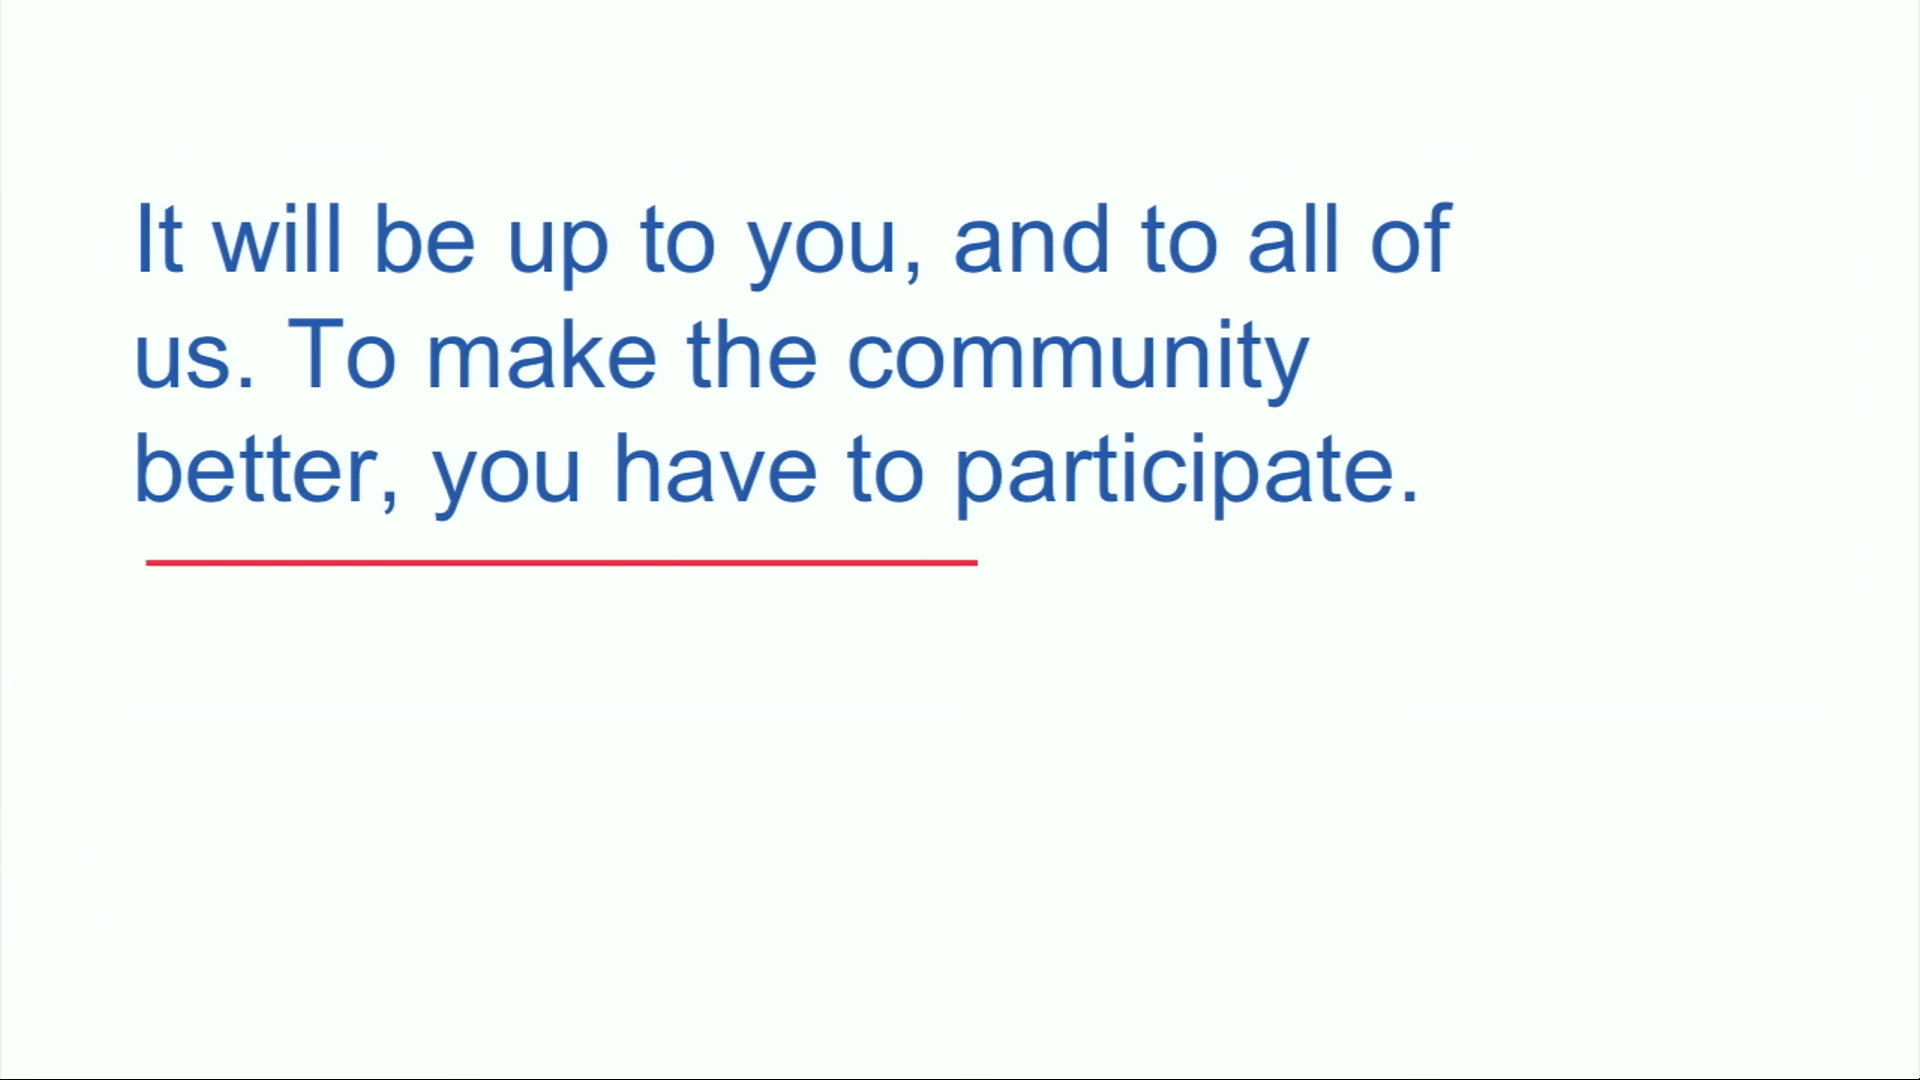 It will be up to you, and to all of
us. To make the community
better, you have to participate.